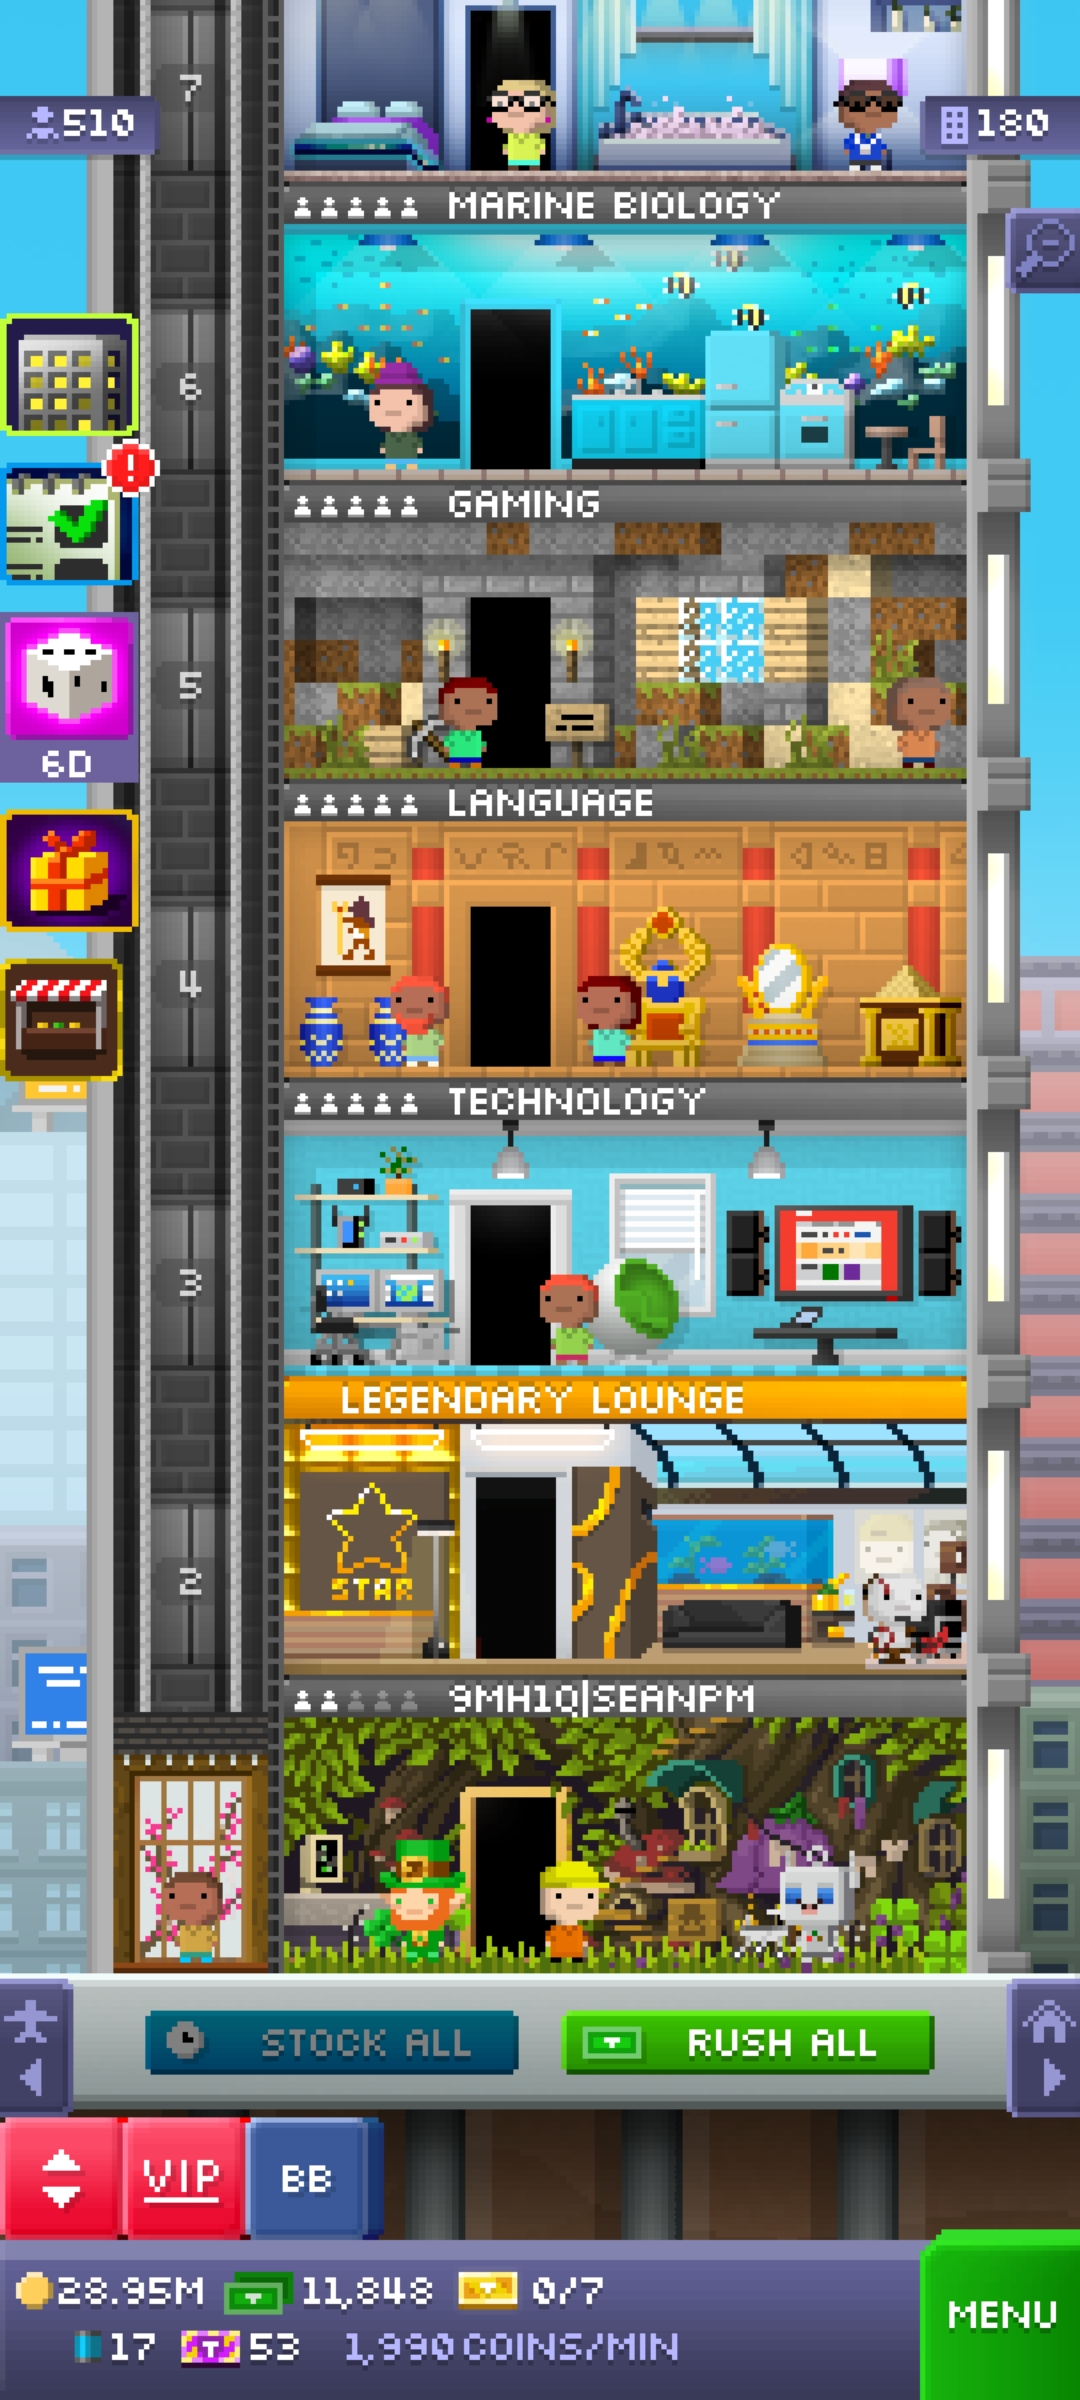 7
510
180
MARINE BIOLOGY
6
GAMING
5
6D
LANGUAGE
4
TECHNOLOGY
3
LEGENDARY LOUNGE
STAR
2
9MH1Q|SEANPM
STOCK ALL
RUSH ALL
VIP
BB
28.95M
11,848
0/7
MENU
17
T
53
1,990 COINS/MIN